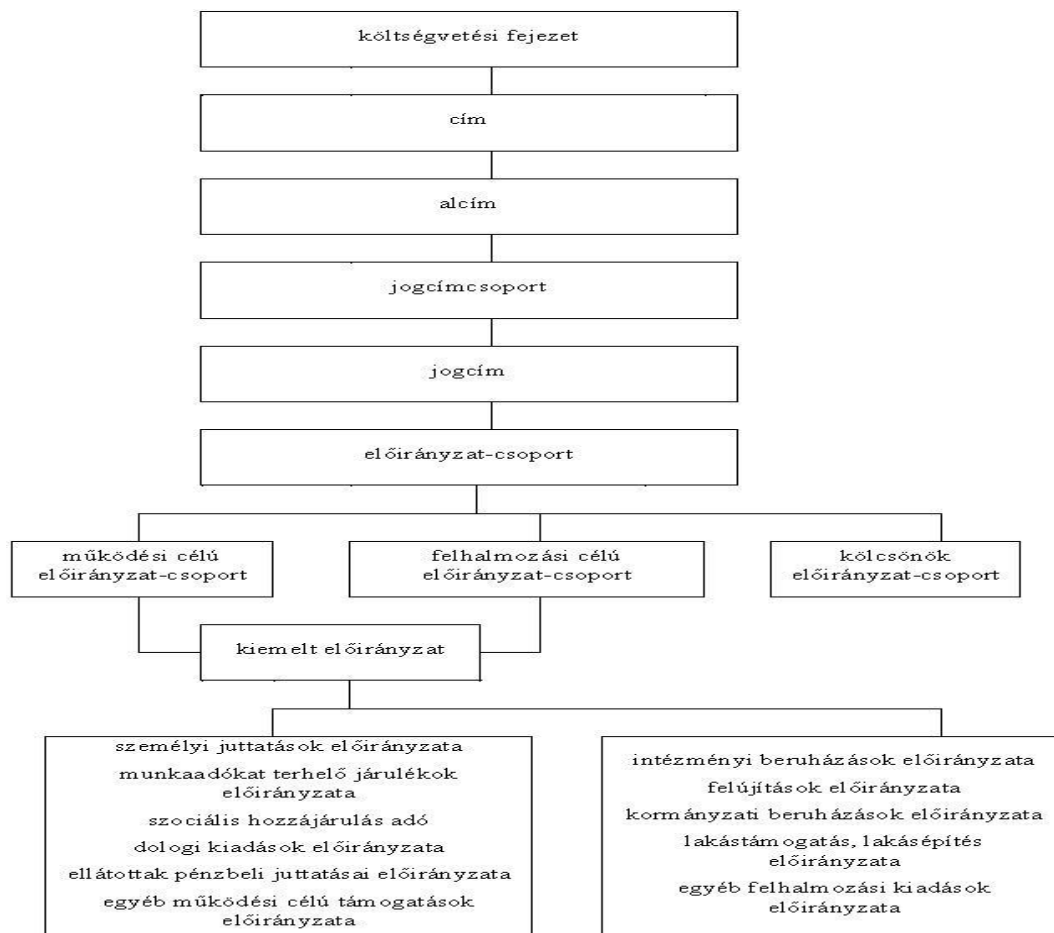 költségvetési fejezet
cím
alcím
jogcímcsoport
jogcím
előirányzat-csoport
működési célú
előirányzat-csoport
felhalmozási célú
előirányzat-csoport
kölcsönök
előirányzat-csoport
kiemelt előirányzat
személyi juttatások előirányzata
munkaadókat terhelő járulékok
előirányzata
szociális hozzájárulás adó
dologi kiadások előirányzata
ellátottak pénzbeli juttatásai előirányzata
egyéb működési célú támogatások
előirányzata
intézményi beruházások előirányzata
felújítások előirányzata
kormányzati beruházások előirányzata
lakástámogatás, lakásépítés
előirányzata
egyéb felhalmozási kiadások
előirányzata